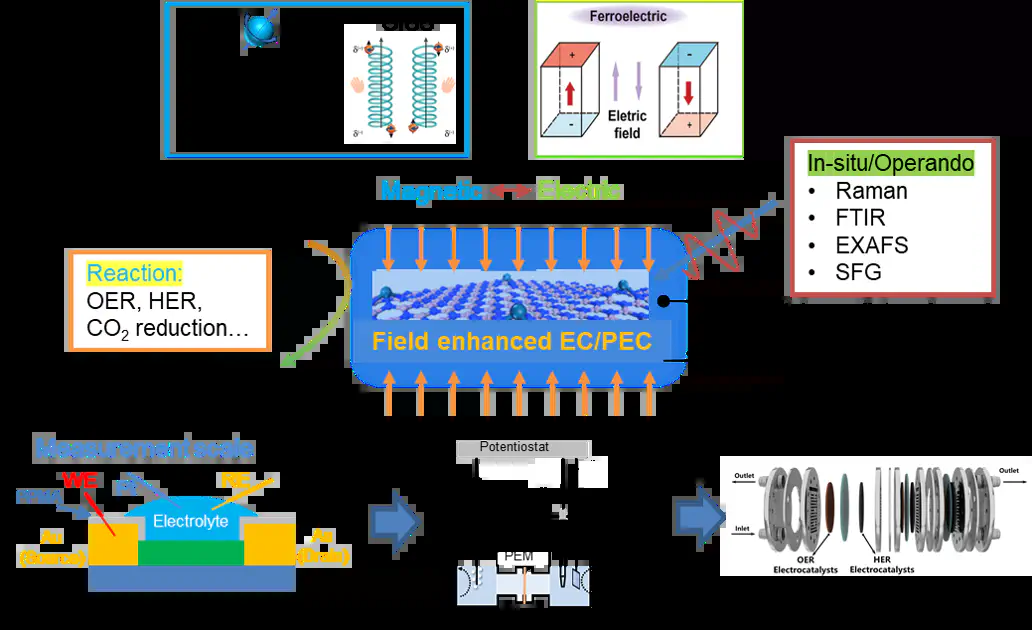 Ferroelectric
+
-
-
+
Eletric
field
Magnetic
Electric
In-situ/Operando
• Raman
• FTIR
• EXAFS
• SFG
Reaction:
OER, HER,
CO2 reduction…
Field enhanced EC/PEC
Measurement scale
WE
RE
PPMA
Electrolyte
Au
(Source)
Au
(Drain)
Potentiostat
PEM
Outlet
Outlet
Inlet
OER
Electrocatalysts
HER
Electrocatalysts